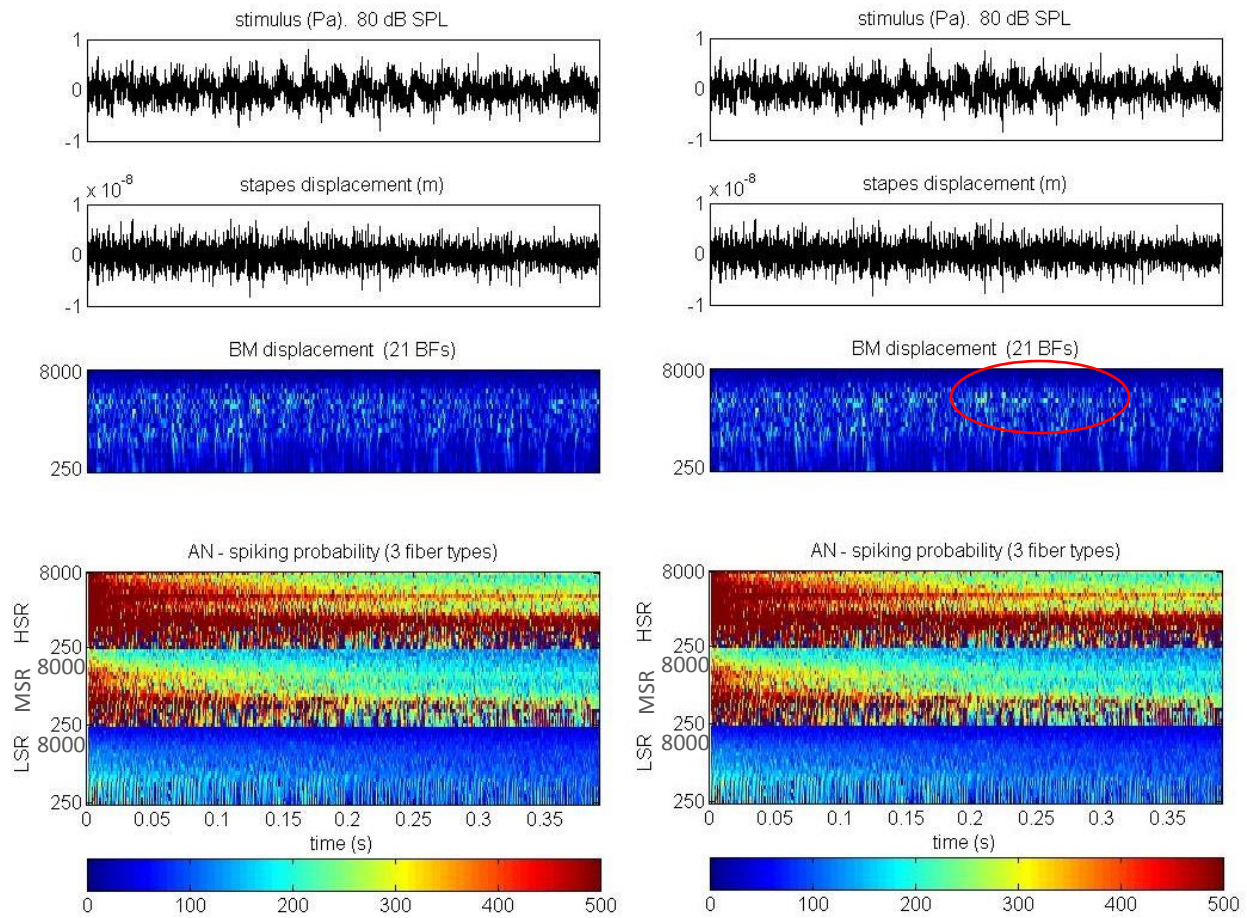 stimulus (Pa). 80 dB SPL
1
0
-1
stapes displacement (m)
x 10-8
1
0
-1
BM displacement (21 BFs)
8000
250
AN - spiking probability (3 fiber types)
8000
HSR
250
8000
MSR
250
8000
LSR
250
0 0.05 0.1 0.15 0.2 0.25 0.3 0.35
time (s)
0 100 200 300 400 500
stimulus (Pa). 80 dB SPL
1
0
-1
stapes displacement (m)
x 10-8
1
0
-1
BM displacement (21 BFs)
8000
250
AN - spiking probability (3 fiber types)
8000
HSR
250
8000
MSR
250
8000
LSR
250
0 0.05 0.1 0.15 0.2 0.25 0.3 0.35
time (s)
0 100 200 300 400 500